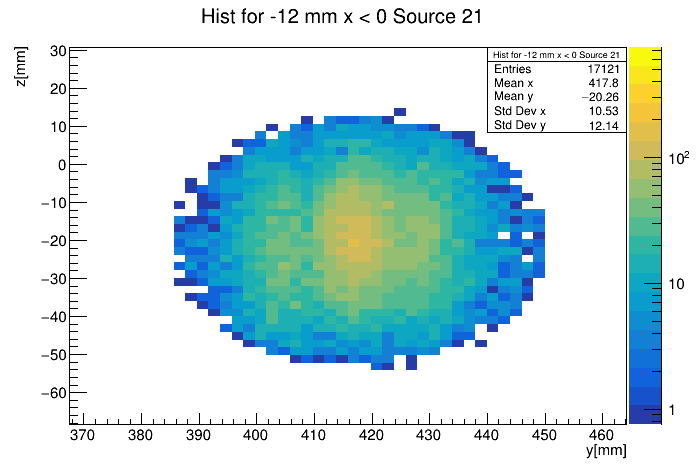 Hist for -12 mm x < 0 Source 21
z[mm]
30
20
10
0
−10
−20
−30
−40
−50
−60
370 380 390 400 410 420 430 440 450 460
y[mm]
Hist for -12 mm x < 0 Source 21
Entries 17121
Mean x 417.8
Mean y −20.26
Std Dev x 10.53
Std Dev y 12.14
10²
10
1